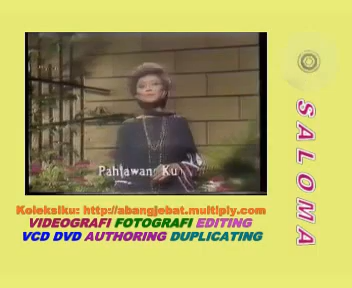 Pahlawan Ku
SALOMA
Koleksiku: http://abangjebat.multiply.com
VIDEOGRAFI FOTOGRAFI EDITING
VCD DVD AUTHORING DUPLICATING